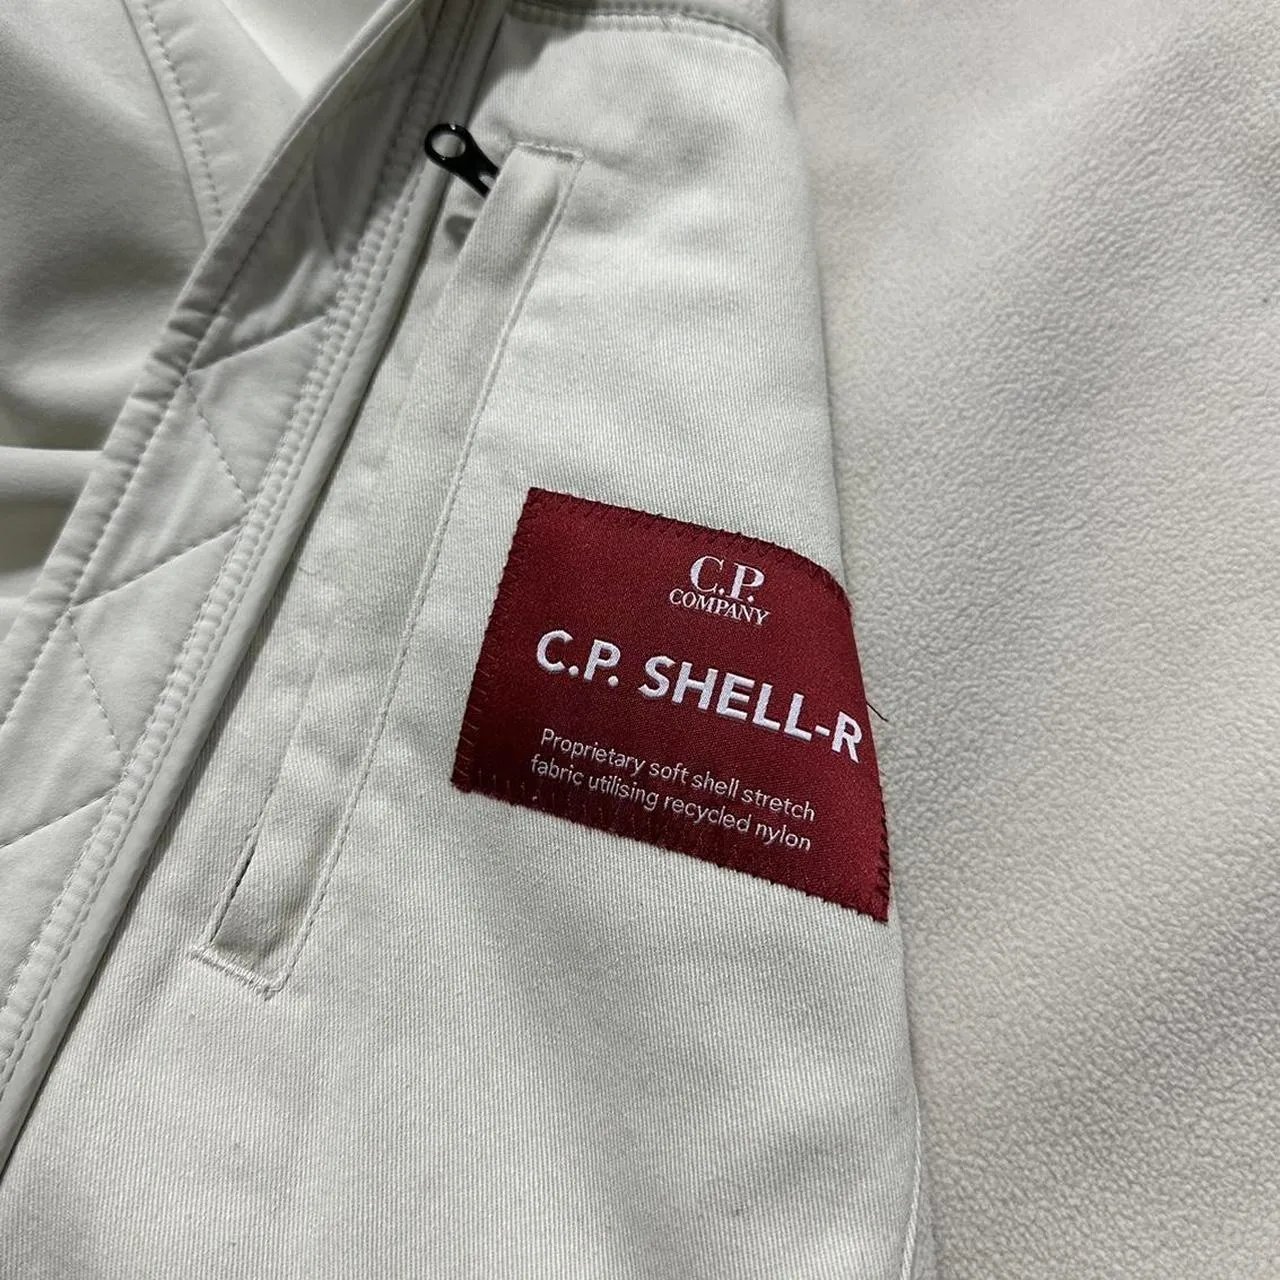 C.P.
COMPANY
C.P. SHELL-R
Proprietary soft shell stretch
fabric utilising recycled nylon